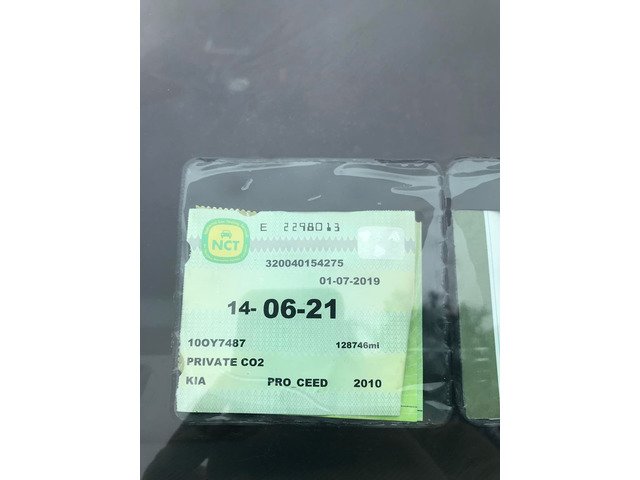 E 2298013
NCT
320040154275
01-07-2019
14-06-21
10OY7487 128746mi
PRIVATE CO2
KIA PRO_CEED 2010